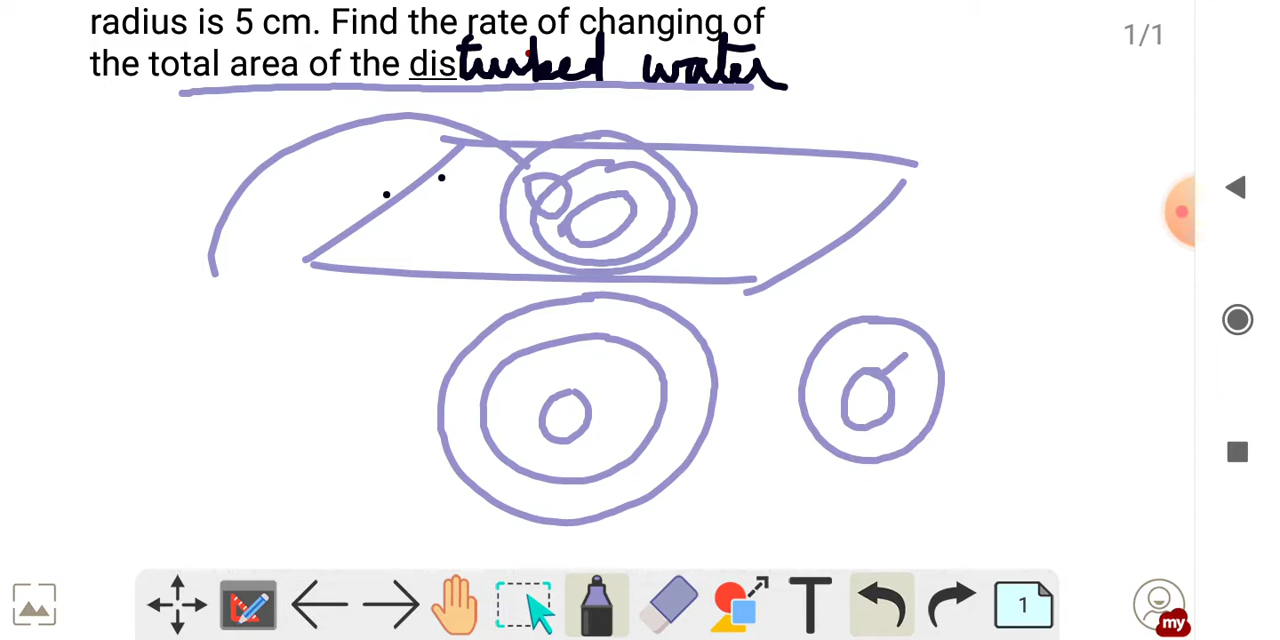 radius is 5 cm. Find the rate of changing of
1/1
the total area of the disturbed water
T
1
my